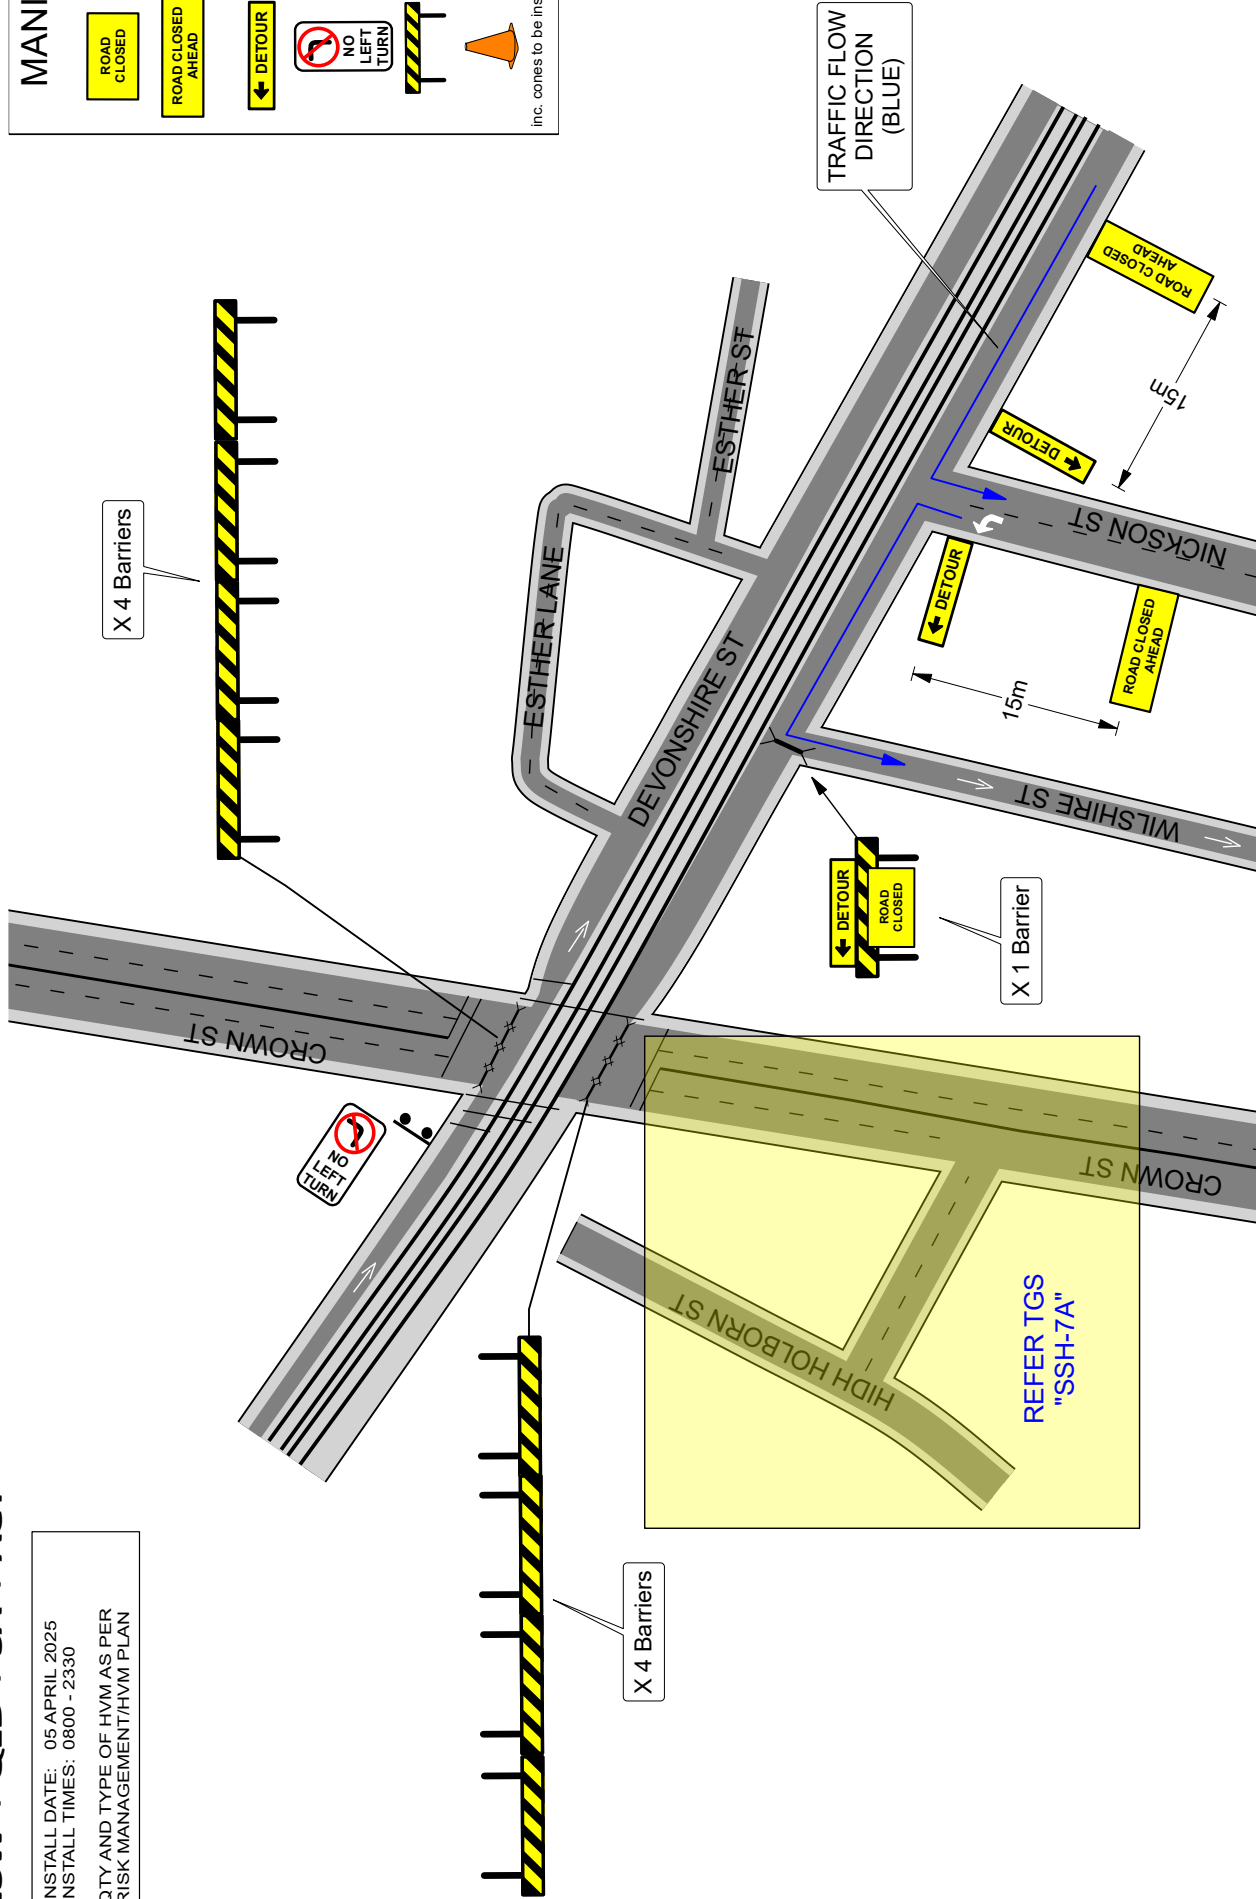 INSTALL DATE: 05 APRIL 2025
INSTALL TIMES: 0800 - 2330
QTY AND TYPE OF HVM AS PER
RISK MANAGEMENT/HVM PLAN
MANI
ROAD
CLOSED
ROAD CLOSED
AHEAD
DETOUR
NO
LEFT
TURN
inc. cones to be ins
X 4 Barriers
CROWN ST
NO
LEFT
TURN
ESTHER LANE
ESTHER ST
DEVONSHIRE ST
TRAFFIC FLOW
DIRECTION
(BLUE)
ROAD CLOSED
AHEAD
15m
DETOUR
NICKSON ST
DETOUR
ROAD CLOSED
AHEAD
15m
WILSHIRE ST
DETOUR
ROAD
CLOSED
X 1 Barrier
CROWN ST
HIDH HOLBORN ST
REFER TGS
"SSH-7A"
X 4 Barriers